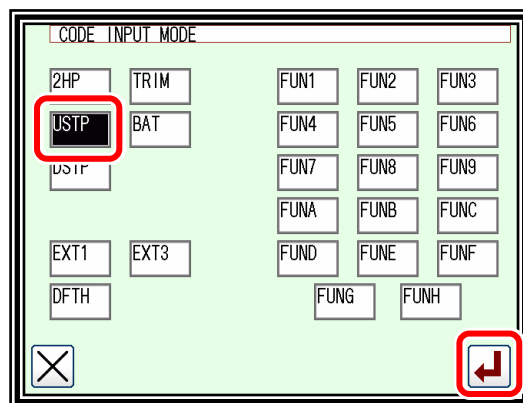 CODE INPUT MODE
2HP TRIM FUN1 FUN2 FUN3
USTP BAT FUN4 FUN5 FUN6
DSTP FUN7 FUN8 FUN9
FUNA FUNB FUNC
EXT1 EXT3 FUND FUNE FUNF
DFTH FUNG FUNH